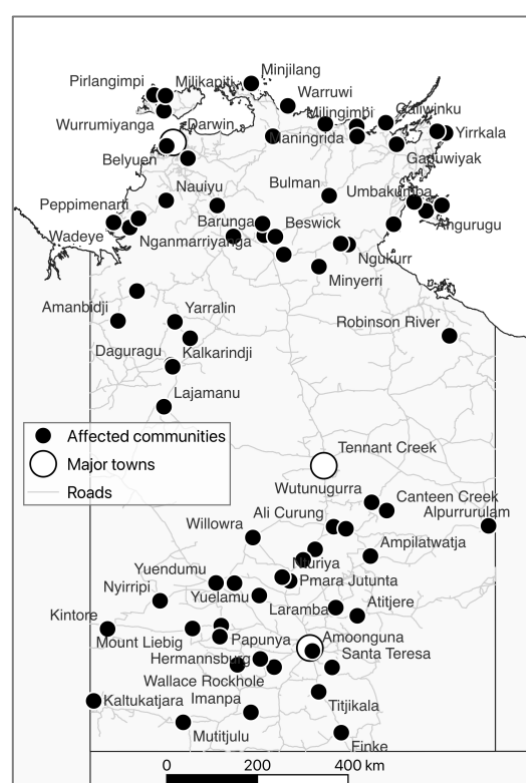 Minjilang
Pirlangimpi
Milikapiti
Warruwi
Milingimbi
Galiwinku
Wurrumiyanga
Darwin
Maningrida
Yirrkala
Belyuen
Gapuwiyak
Nauiyu
Bulman
Umbakumba
Peppimenarti
Barunga
Beswick
Angurugu
Wadeye
Nganmarriyanga
Ngukurr
Minyerri
Amanbidji
Yarralin
Robinson River
Daguragu
Kalkarindji
Lajamanu
Affected communities
Major towns
Roads
Tennant Creek
Wutunugurra
Canteen Creek
Alpurrurulam
Ali Curung
Willowra
Ampilatwatja
Nturiya
Yuendumu
Pmara Jutunta
Nyirripi
Yuelamu
Laramba
Atitjere
Kintore
Mount Liebig
Papunya
Amoonguna
Hermannsburg
Santa Teresa
Wallace Rockhole
Kaltukatjara
Imanpa
Titjikala
Mutitjulu
Finke
0 200 400 km